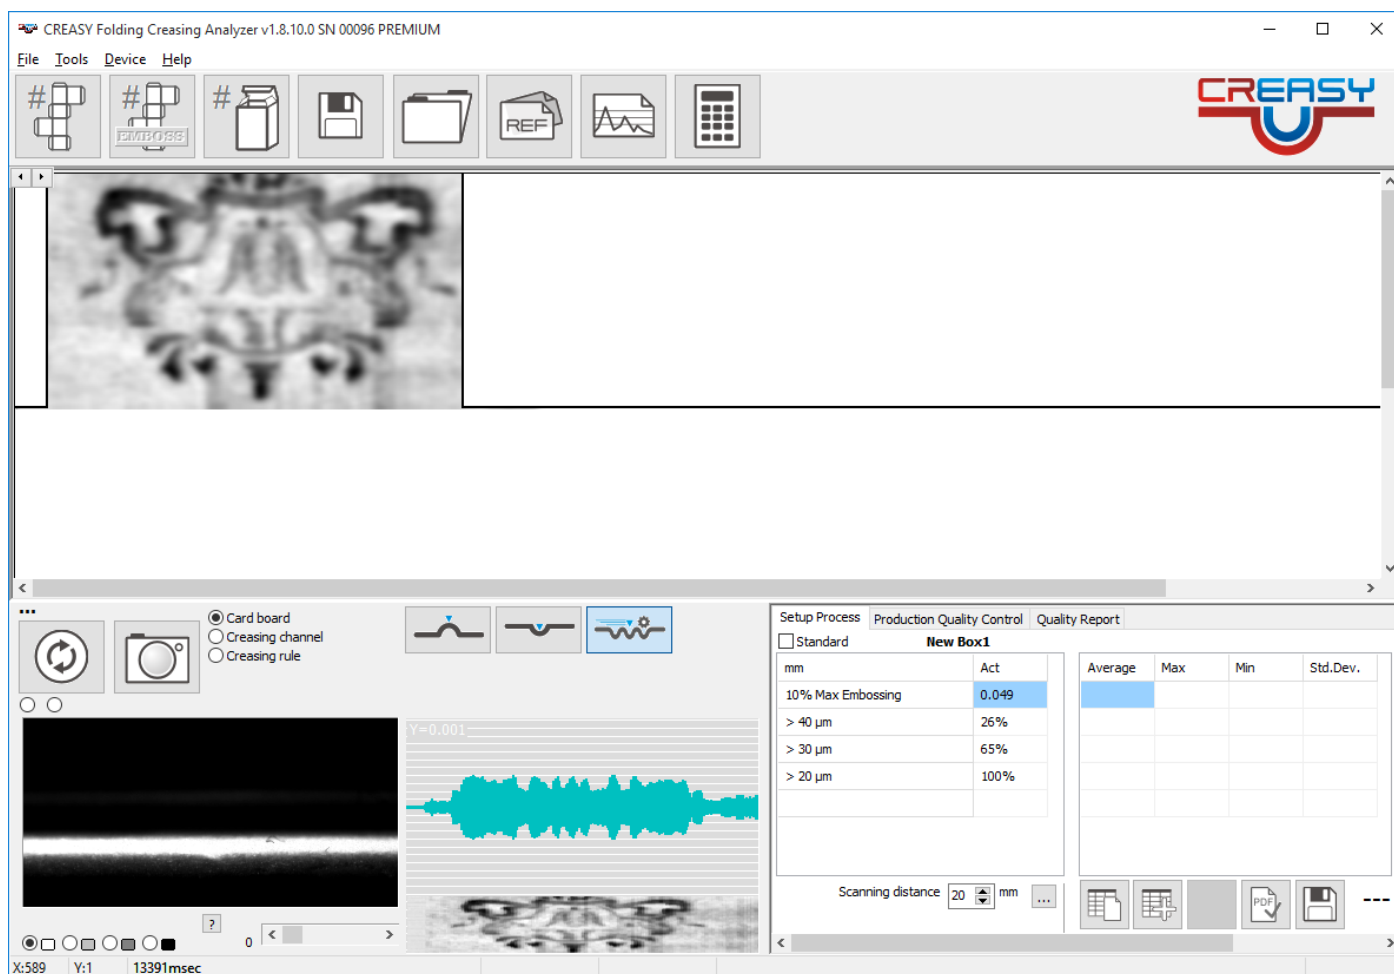 CREASY Folding Creasing Analyzer v1.8.10.0 SN 00096 PREMIUM
File Tools Device Help
#
# EMBOSS
#
REF
CREASY
Card board
Creasing channel
Creasing rule
Y=0.001
?
0
Setup Process Production Quality Control Quality Report
Standard New Box1
mm Act
10% Max Embossing 0.049
> 40 µm 26%
> 30 µm 65%
> 20 µm 100%
Average Max Min Std.Dev.
Scanning distance 20 mm ...
PDF
---
X:589 Y:1 13391msec